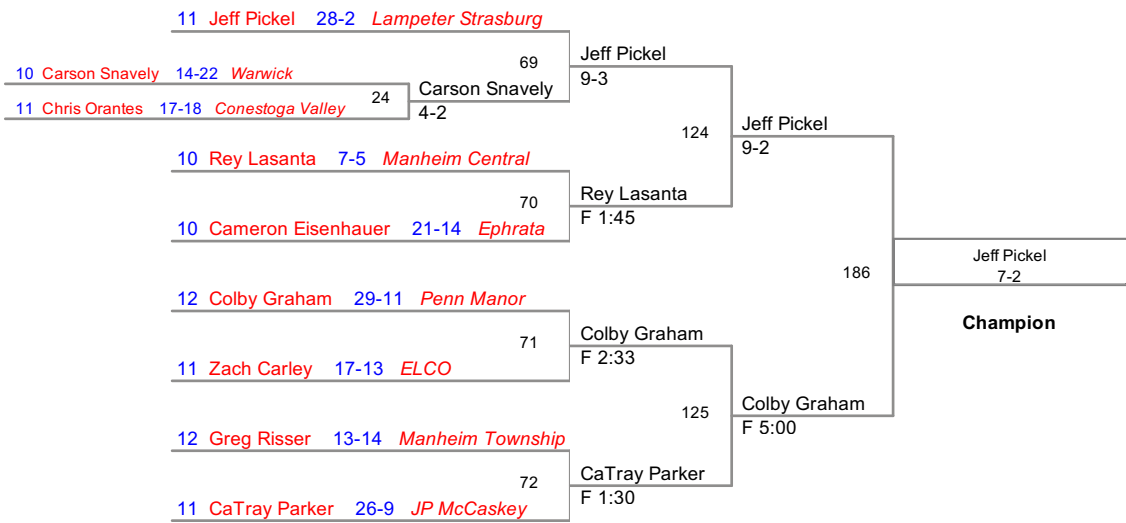 11 Jeff Pickel 28-2 Lampeter Strasburg
69
Jeff Pickel
9-3
10 Carson Snavely 14-22 Warwick
24
Carson Snavely
4-2
11 Chris Orantes 17-18 Conestoga Valley
124
Jeff Pickel
9-2
10 Rey Lasanta 7-5 Manheim Central
70
Rey Lasanta
F 1:45
10 Cameron Eisenhauer 21-14 Ephrata
186
Jeff Pickel
7-2
Champion
12 Colby Graham 29-11 Penn Manor
71
Colby Graham
F 2:33
11 Zach Carley 17-13 ELCO
125
Colby Graham
F 5:00
12 Greg Risser 13-14 Manheim Township
72
CaTray Parker
F 1:30
11 CaTray Parker 26-9 JP McCaskey